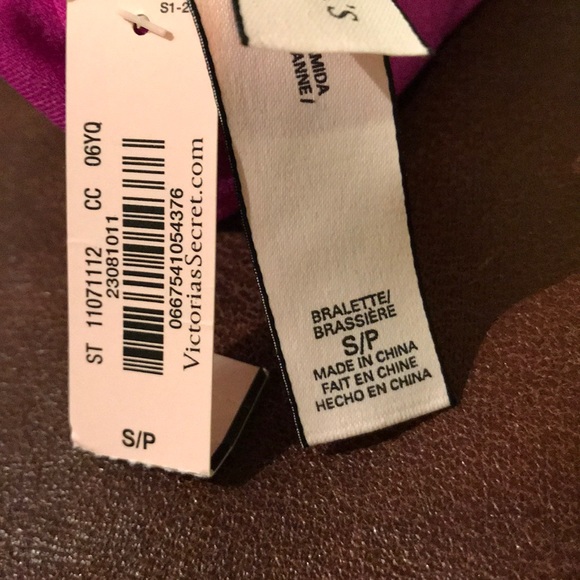 S1-2
ST 11071112 CC 06YQ
23081011
0667541054376
VictoriasSecret.com
S/P
'S
AMIDA
ANNE /
BRALETTE/
BRASSIÈRE
S/P
MADE IN CHINA
FAIT EN CHINE
HECHO EN CHINA